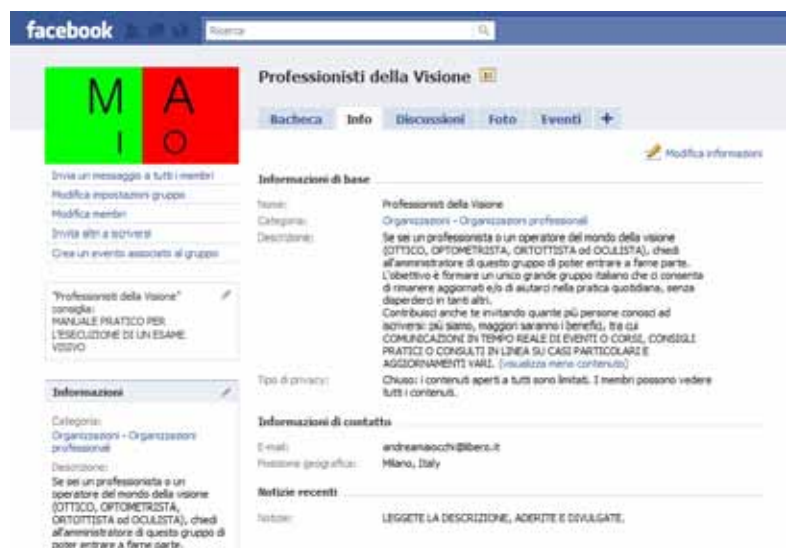 facebook
Ricerca
M A
I O
Professionisti della Visione
Bacheca Info Discussioni Foto Eventi +
Modifica informazioni
Invia un messaggio a tutti i membri
Modifica impostazioni gruppo
Modifica membri
Invita altri a iscriversi
Crea un evento associato al gruppo
"Professionisti della Visione"
consiglia:
MANUALE PRATICO PER
L'ESECUZIONE DI UN ESAME
VISIVO
Informazioni
Categoria:
Organizzazioni - Organizzazioni
professionali
Descrizione:
Se sei un professionista o un
operatore del mondo della visione
(OTTICO, OPTOMETRISTA,
ORTOTTISTA od OCULISTA), chiedi
all'amministratore di questo gruppo di
poter entrare a farne parte.
Informazioni di base
Nome: Professionisti della Visione
Categoria: Organizzazioni - Organizzazioni professionali
Descrizione: Se sei un professionista o un operatore del mondo della visione
(OTTICO, OPTOMETRISTA, ORTOTTISTA od OCULISTA), chiedi
all'amministratore di questo gruppo di poter entrare a farne parte.
L'obiettivo è formare un unico grande gruppo italiano che ci consenta
di rimanere aggiornati e/o di aiutarci nella pratica quotidiana, senza
disperderci in tanti altri.
Contribuisci anche te invitando quante più persone conosci ad
iscriversi: più siamo, maggiori saranno i benefici, tra cui
COMUNICAZIONI IN TEMPO REALE DI EVENTI O CORSI, CONSIGLI
PRATICI O CONSULTI IN LINEA SU CASI PARTICOLARI E
AGGIORNAMENTI VARI. (visualizza meno contenuto)
Tipo di privacy: Chiuso: i contenuti aperti a tutti sono limitati. I membri possono vedere
tutti i contenuti.
Informazioni di contatto
E-mail: andreamaocchi@libero.it
Posizione geografica: Milano, Italy
Notizie recenti
Notizie: LEGGETE LA DESCRIZIONE, ADERITE E DIVULGATE.